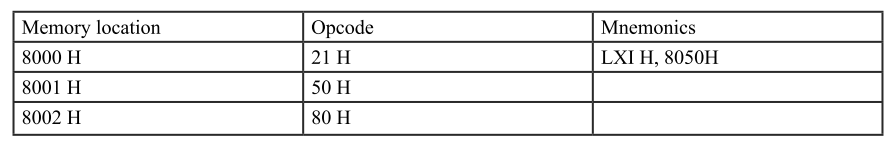 Memory location Opcode Mnemonics
8000 H 21 H LXI H, 8050H
8001 H 50 H
8002 H 80 H